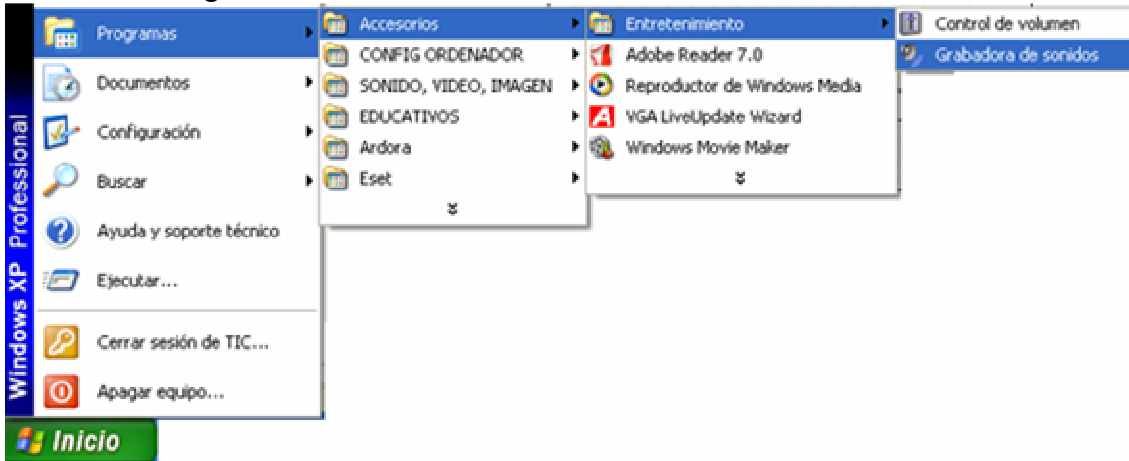 Programas
Documentos
Configuración
Buscar
Ayuda y soporte técnico
Ejecutar...
Cerrar sesión de TIC...
Apagar equipo...
Windows XP Professional
Inicio
Accesorios
CONFIG ORDENADOR
SONIDO, VIDEO, IMAGEN
EDUCATIVOS
Ardora
Eset
Entretenimiento
Adobe Reader 7.0
Reproductor de Windows Media
VGA LiveUpdate Wizard
Windows Movie Maker
Control de volumen
Grabadora de sonidos